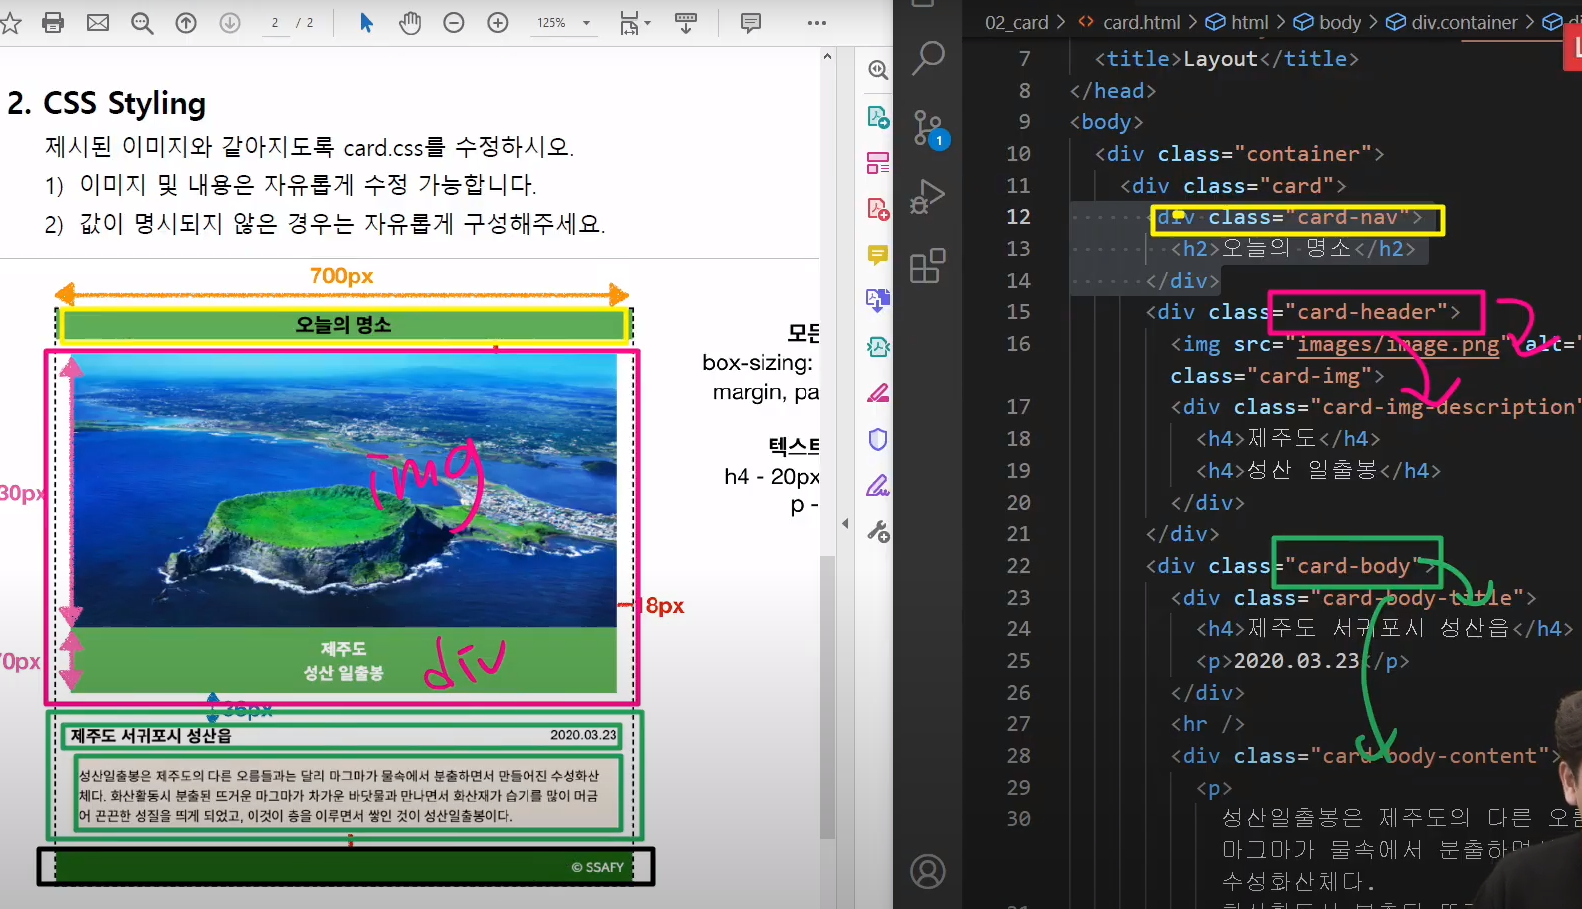 2 / 2
125%
2. CSS Styling
제시된 이미지와 같아지도록 card.css를 수정하시오.
1) 이미지 및 내용은 자유롭게 수정 가능합니다.
2) 값이 명시되지 않은 경우는 자유롭게 구성해주세요.
700px
오늘의 명소
box-sizing:
margin, pa
텍스트
h4 - 20px
p -
30px
img
18px
제주도
성산 일출봉
div
70px
36px
제주도 서귀포시 성산읍 2020.03.23
성산일출봉은 제주도의 다른 오름들과는 달리 마그마가 물속에서 분출하면서 만들어진 수성화산
체다. 화산활동시 분출된 뜨거운 마그마가 차가운 바닷물과 만나면서 화산재가 습기를 많이 머금
어 끈끈한 성질을 띄게 되었고, 이것이 층을 이루면서 쌓인 것이 성산일출봉이다.
© SSAFY
1
02_card > card.html > html > body > div.container >
7 <title>Layout</title>
8 </head>
9 <body>
10 <div class="container">
11 <div class="card">
12 <div class="card-nav">
13 <h2>오늘의 명소</h2>
14 </div>
15 <div class="card-header">
16 <img src="images/image.png" alt="
class="card-img">
17 <div class="card-img-description"
18 <h4>제주도</h4>
19 <h4>성산 일출봉</h4>
20 </div>
21 </div>
22 <div class="card-body">
23 <div class="card-body-title">
24 <h4>제주도 서귀포시 성산읍</h4>
25 <p>2020.03.23</p>
26 </div>
27 <hr />
28 <div class="card-body-content">
29 <p>
30 성산일출봉은 제주도의 다른 오름
마그마가 물속에서 분출하면서
수성화산체다.